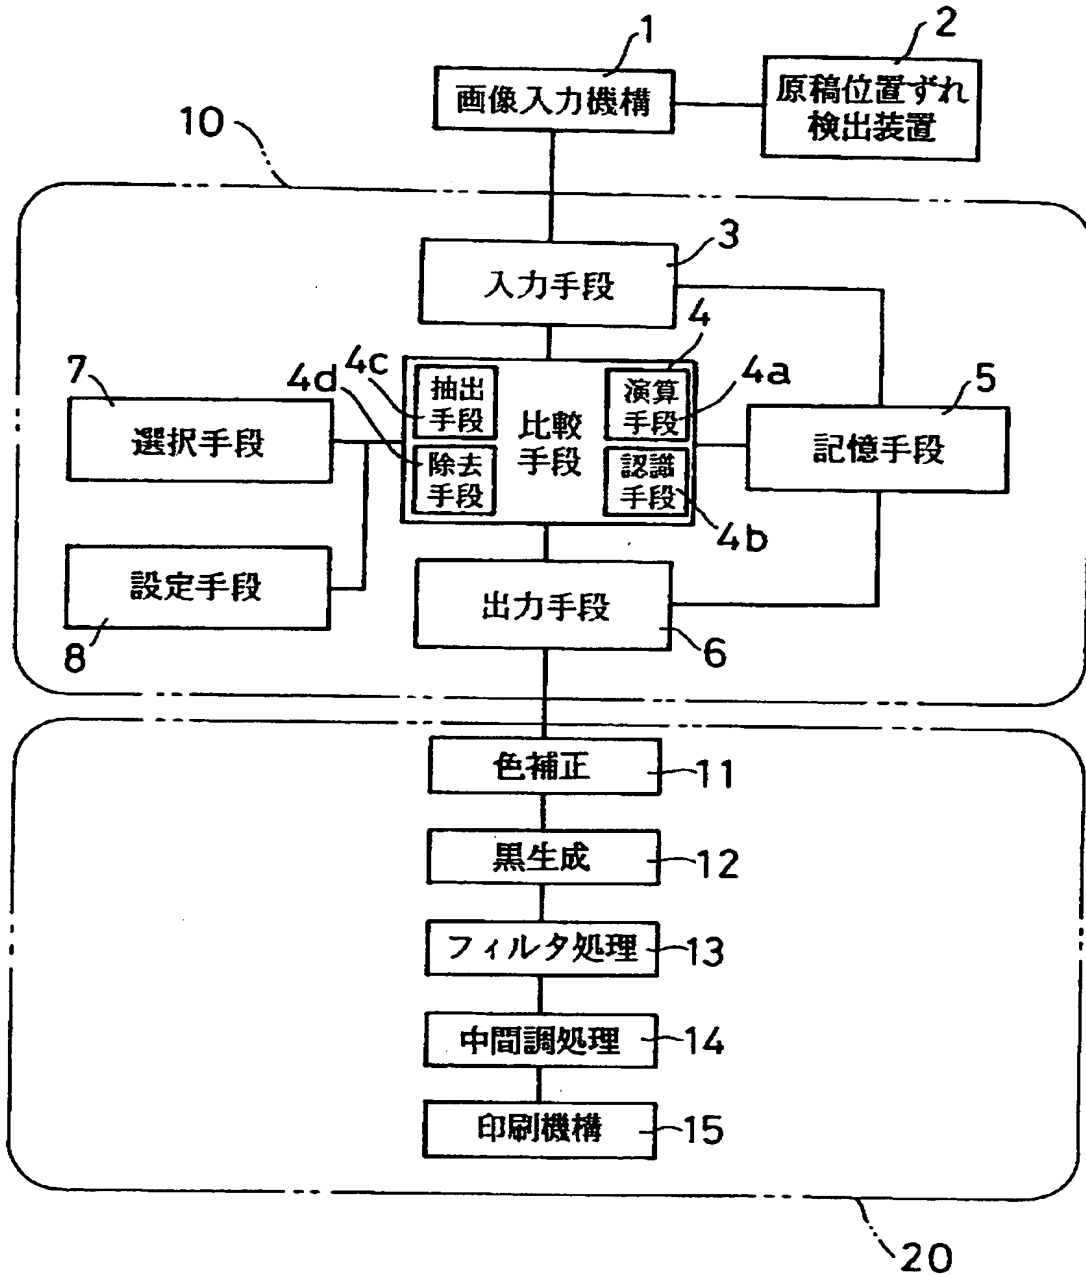 1
2
画像入力機構
原稿位置ずれ
検出装置
10
3
入力手段
4
7
4d
4c
抽出
手段
除去
手段
比較
手段
演算
手段
4a
認識
手段
4b
5
選択手段
記憶手段
設定手段
8
出力手段
6
色補正
11
黒生成
12
フィルタ処理
13
中間調処理
14
印刷機構
15
20